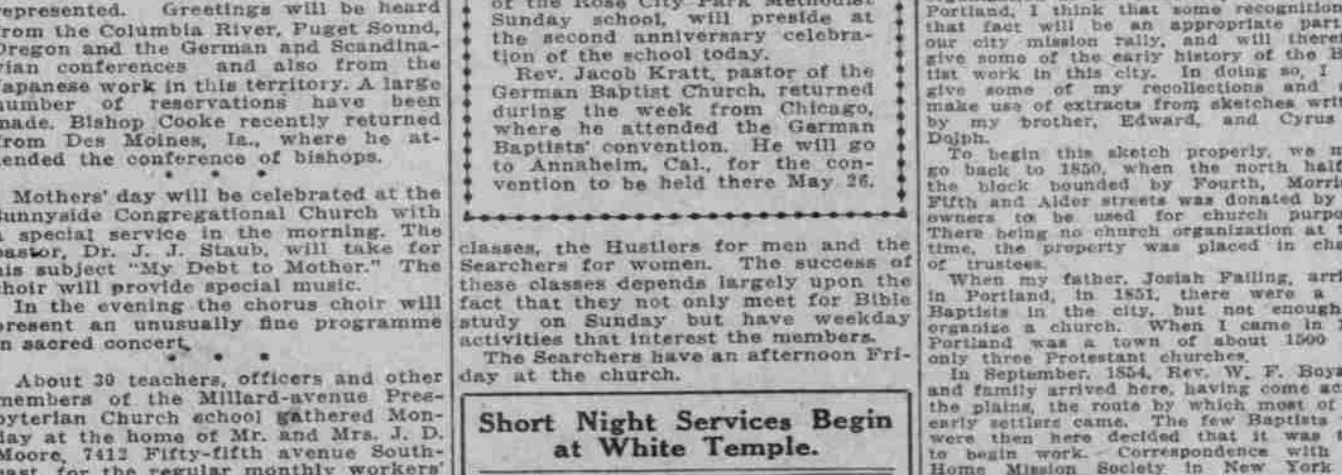 represented. Greetings will be heard
from the Columbia River, Puget Sound,
Oregon and the German and Scandina-
vian conferences and also from the
Japanese work in this territory. A large
number of reservations have been
made. Bishop Cooke recently returned
from Des Moines, Ia., where he at-
tended the conference of bishops.
* * *
Mothers' day will be celebrated at the
Sunnyside Congregational Church with
a special service in the morning. The
pastor, Dr. J. J. Staub, will take for
his subject "My Debt to Mother." The
choir will provide special music.
In the evening the chorus choir will
present an unusually fine programme
in sacred concert.
* * *
About 30 teachers, officers and other
members of the Millard-avenue Pres-
byterian Church school gathered Mon-
day at the home of Mr. and Mrs. J. D.
Moore, 7412 Fifty-fifth avenue South-
east for the regular monthly workers'
of the Rose City Park Methodist
Sunday school, will preside at
the second anniversary celebra-
tion of the school today.
Rev. Jacob Kratt, pastor of the
German Baptist Church, returned
during the week from Chicago,
where he attended the German
Baptists' convention. He will go
to Annaheim, Cal., for the con-
vention to be held there May 26.
classes, the Hustlers for men and the
Searchers for women. The success of
these classes depends largely upon the
fact that they not only meet for Bible
study on Sunday but have weekday
activities that interest the members.
The Searchers have an afternoon Fri-
day at the church.
Short Night Services Begin
at White Temple.
Portland, I think that some recognition
that fact will be an appropriate part
our city mission rally, and will there
give some of the early history of the B
tist work in this city. In doing so, I
give some of my recollections and
make use of extracts from sketches writ
by my brother, Edward, and Cyrus
Dolph.
To begin this sketch properly, we m
go back to 1850, when the north half
the block bounded by Fourth, Morri
Fifth and Alder streets was donated by
owners to be used for church purp
There being no church organization at t
time, the property was placed in ch
of trustees.
When my father, Josiah Failing, arr
in Portland, in 1851, there were a
Baptists in the city, but not enough
organize a church. When I came in
Portland was a town of about 1500
only three Protestant churches.
In September, 1854, Rev. W. F. Boya
and family arrived here, having come ac
the plains, the route by which most of
early settlers came. The few Baptists
were then here decided that it was
to begin work. Correspondence with
Home Mission Society in New York